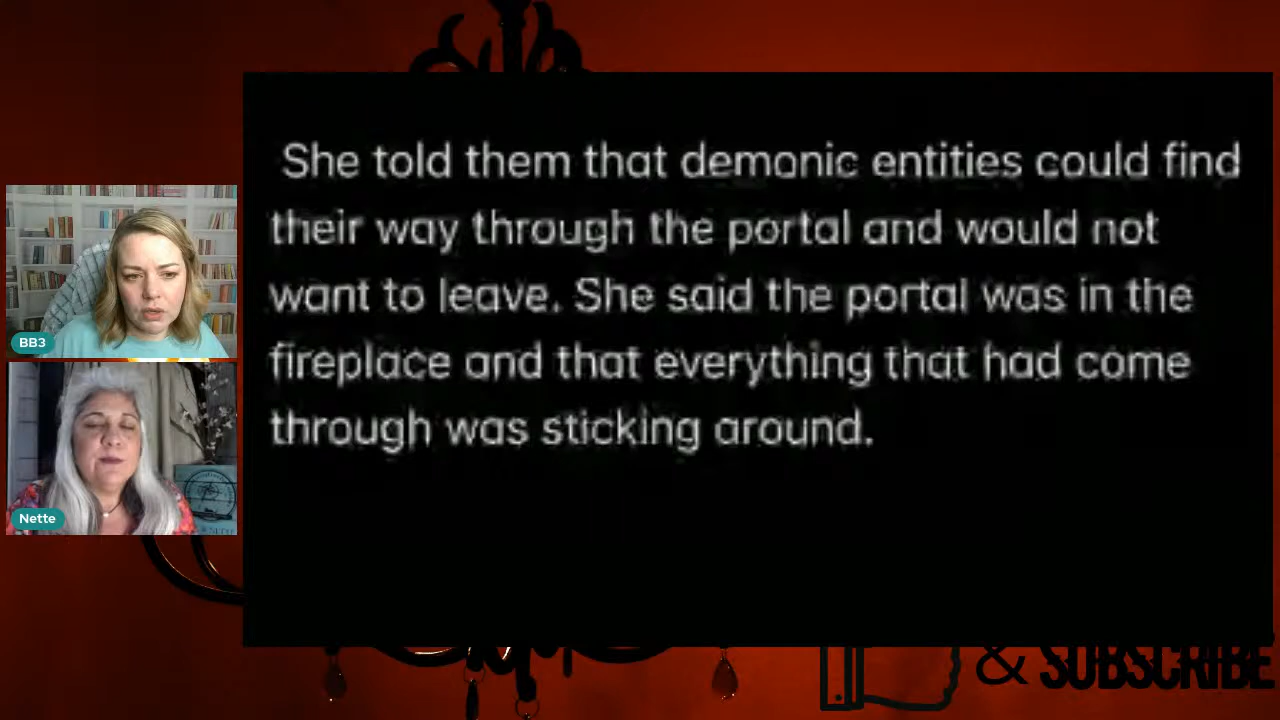 She told them that demonic entities could find
their way through the portal and would not
want to leave. She said the portal was in the
fireplace and that everything that had come
through was sticking around.
BB3
Nette
& SUBSCRIBE